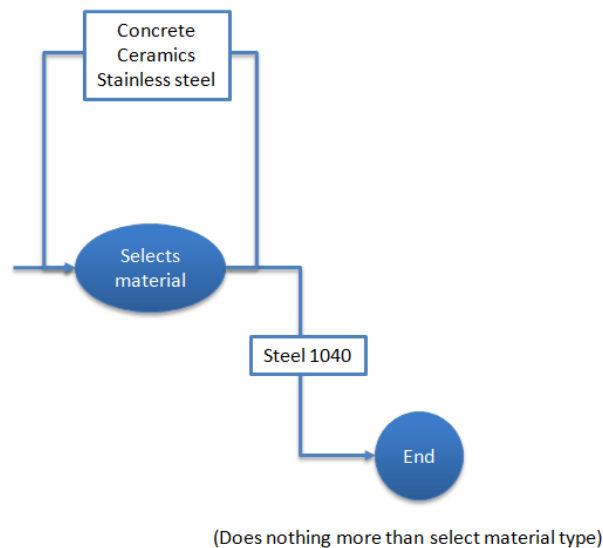 Concrete
Ceramics
Stainless steel
Selects
material
Steel 1040
End
(Does nothing more than select material type)